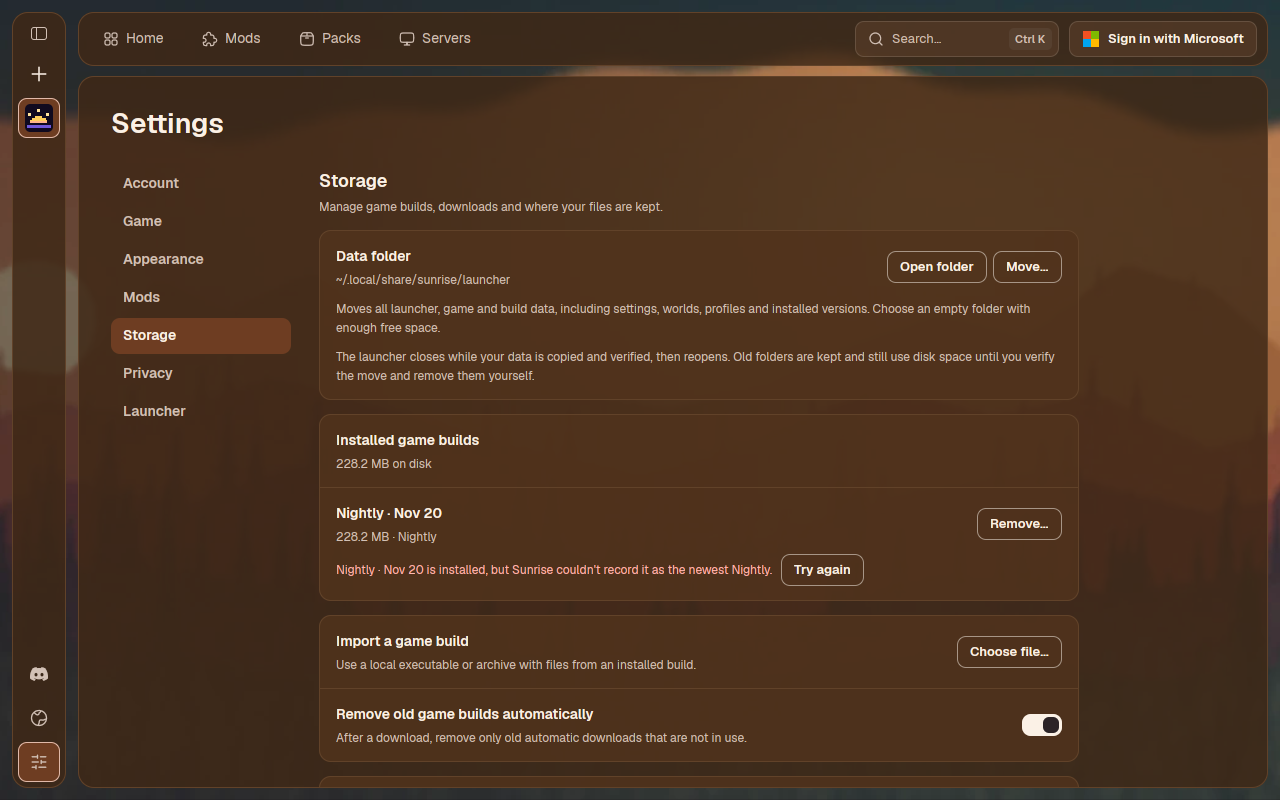 Home
Mods
Packs
Servers
Search...
Ctrl K
Sign in with Microsoft
Settings
Account
Game
Appearance
Mods
Storage
Privacy
Launcher
Storage
Manage game builds, downloads and where your files are kept.
Data folder
~/.local/share/sunrise/launcher
Open folder
Move...
Moves all launcher, game and build data, including settings, worlds, profiles and installed versions. Choose an empty folder with
enough free space.
The launcher closes while your data is copied and verified, then reopens. Old folders are kept and still use disk space until you verify
the move and remove them yourself.
Installed game builds
228.2 MB on disk
Nightly · Nov 20
228.2 MB · Nightly
Remove...
Nightly · Nov 20 is installed, but Sunrise couldn't record it as the newest Nightly.
Try again
Import a game build
Use a local executable or archive with files from an installed build.
Choose file...
Remove old game builds automatically
After a download, remove only old automatic downloads that are not in use.